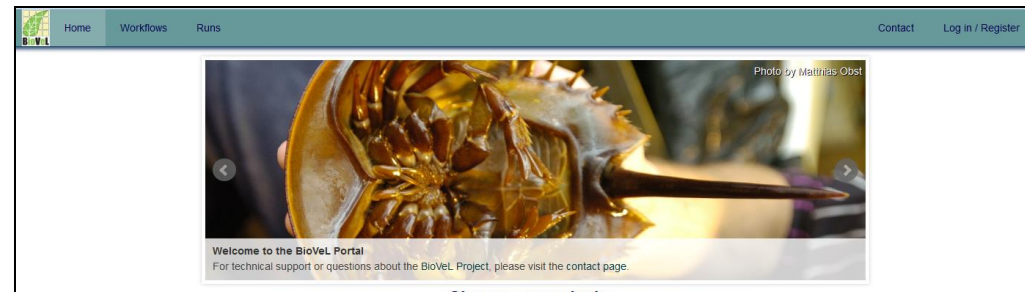 BioVeL
Home
Workflows
Runs
Contact
Log in / Register
Photo by Matthias Obst
Welcome to the BioVeL Portal
For technical support or questions about the BioVeL Project, please visit the contact page.